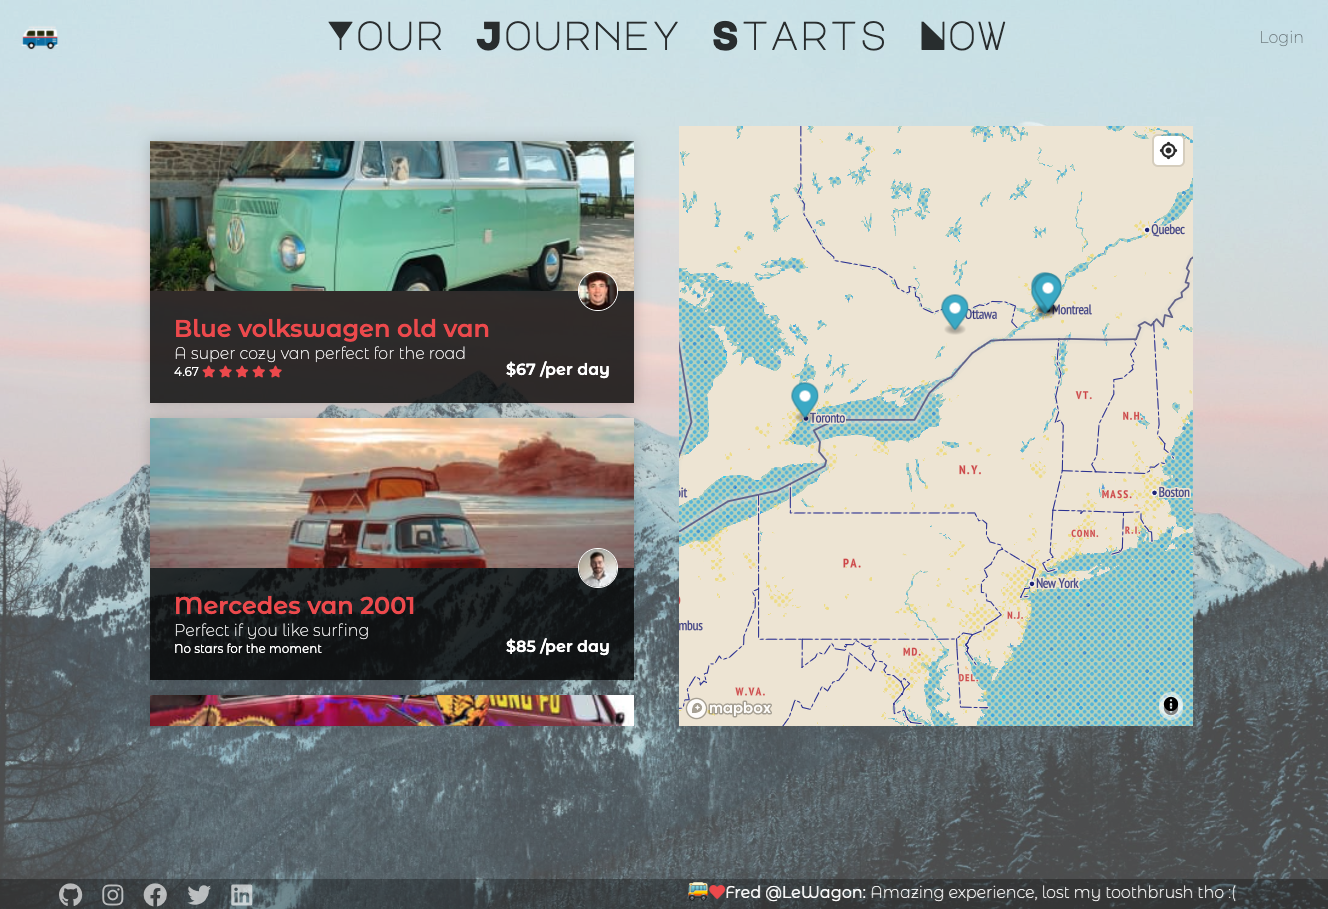 Your Journey Starts Now
Login
Blue volkswagen old van
A super cozy van perfect for the road
4.67
$67 /per day
Mercedes van 2001
Perfect if you like surfing
No stars for the moment
$85 /per day
KUNG FU
Quebec
Ottawa
Montreal
Toronto
VT.
N.H.
N.Y.
MASS.
Boston
CONN.
R.I.
it
PA.
New York
N.J.
mbus
MD.
DEL.
W.VA.
mapbox
Fred @LeWagon: Amazing experience, lost my toothbrush tho :(